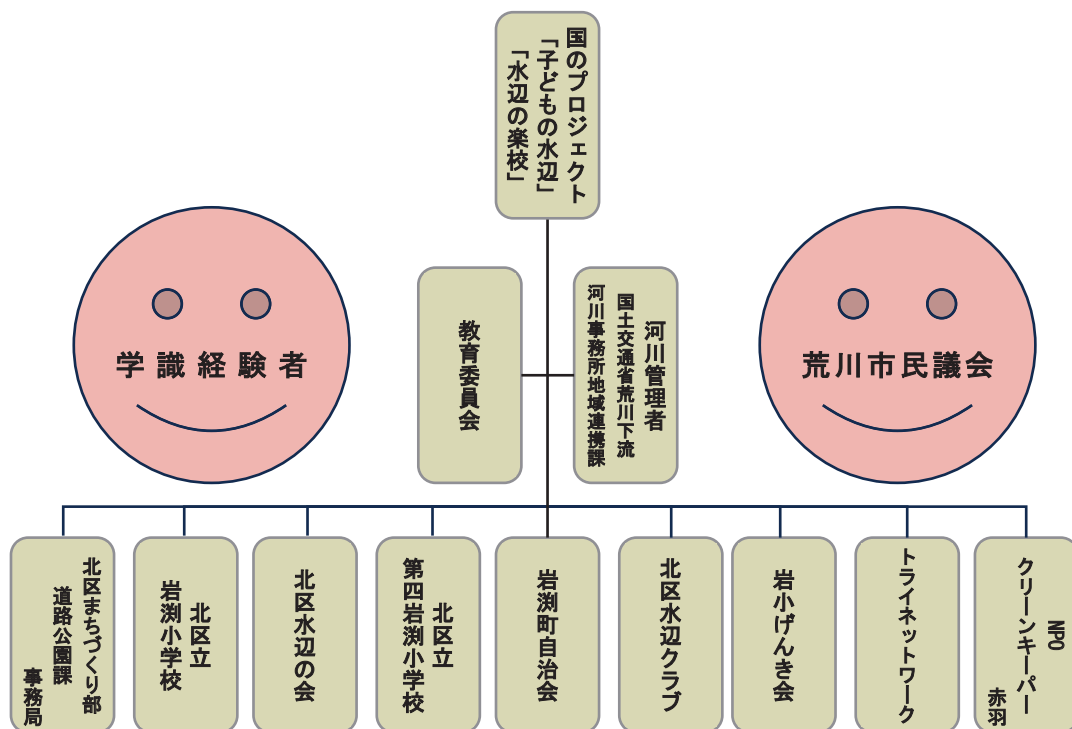 国のプロジェクト
「子どもの水辺」
「水辺の楽校」
学識経験者
教育委員会
河川管理者
国土交通省荒川下流
河川事務所地域連携課
荒川市民議会
北区まちづくり部
道路公園課
事務局
北区立
岩渕小学校
北区水辺の会
北区立
第四岩渕小学校
岩渕町自治会
北区水辺クラブ
岩小げんき会
トライネットワーク
NPO
クリーンキーパー
赤羽